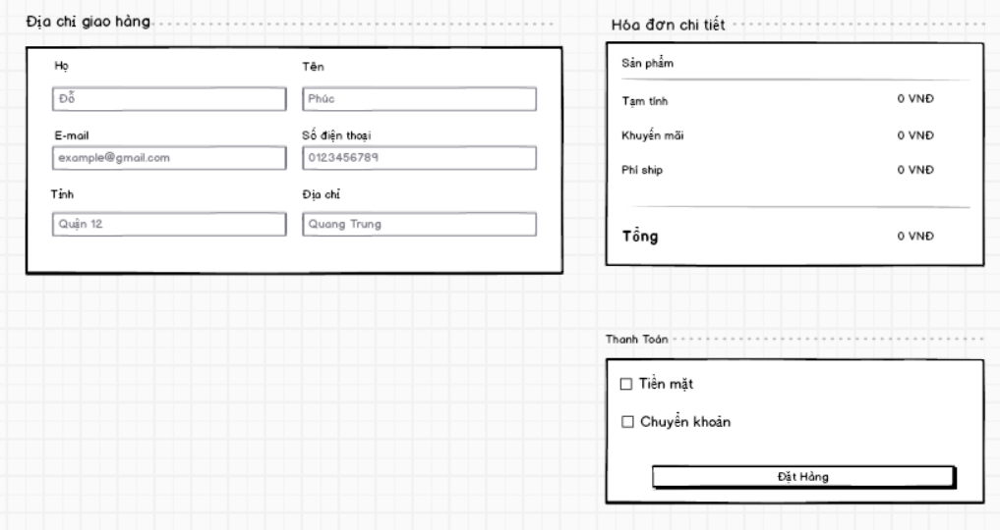 Địa chỉ giao hàng
Họ
Tên
Đỗ
Phúc
E-mail
Số điện thoại
example@gmail.com
0123456789
Tỉnh
Địa chỉ
Quận 12
Quang Trung
Hóa đơn chi tiết
Sản phẩm
Tạm tính 0 VNĐ
Khuyến mãi 0 VNĐ
Phí ship 0 VNĐ
Tổng 0 VNĐ
Thanh Toán
Tiền mặt
Chuyển khoản
Đặt Hàng